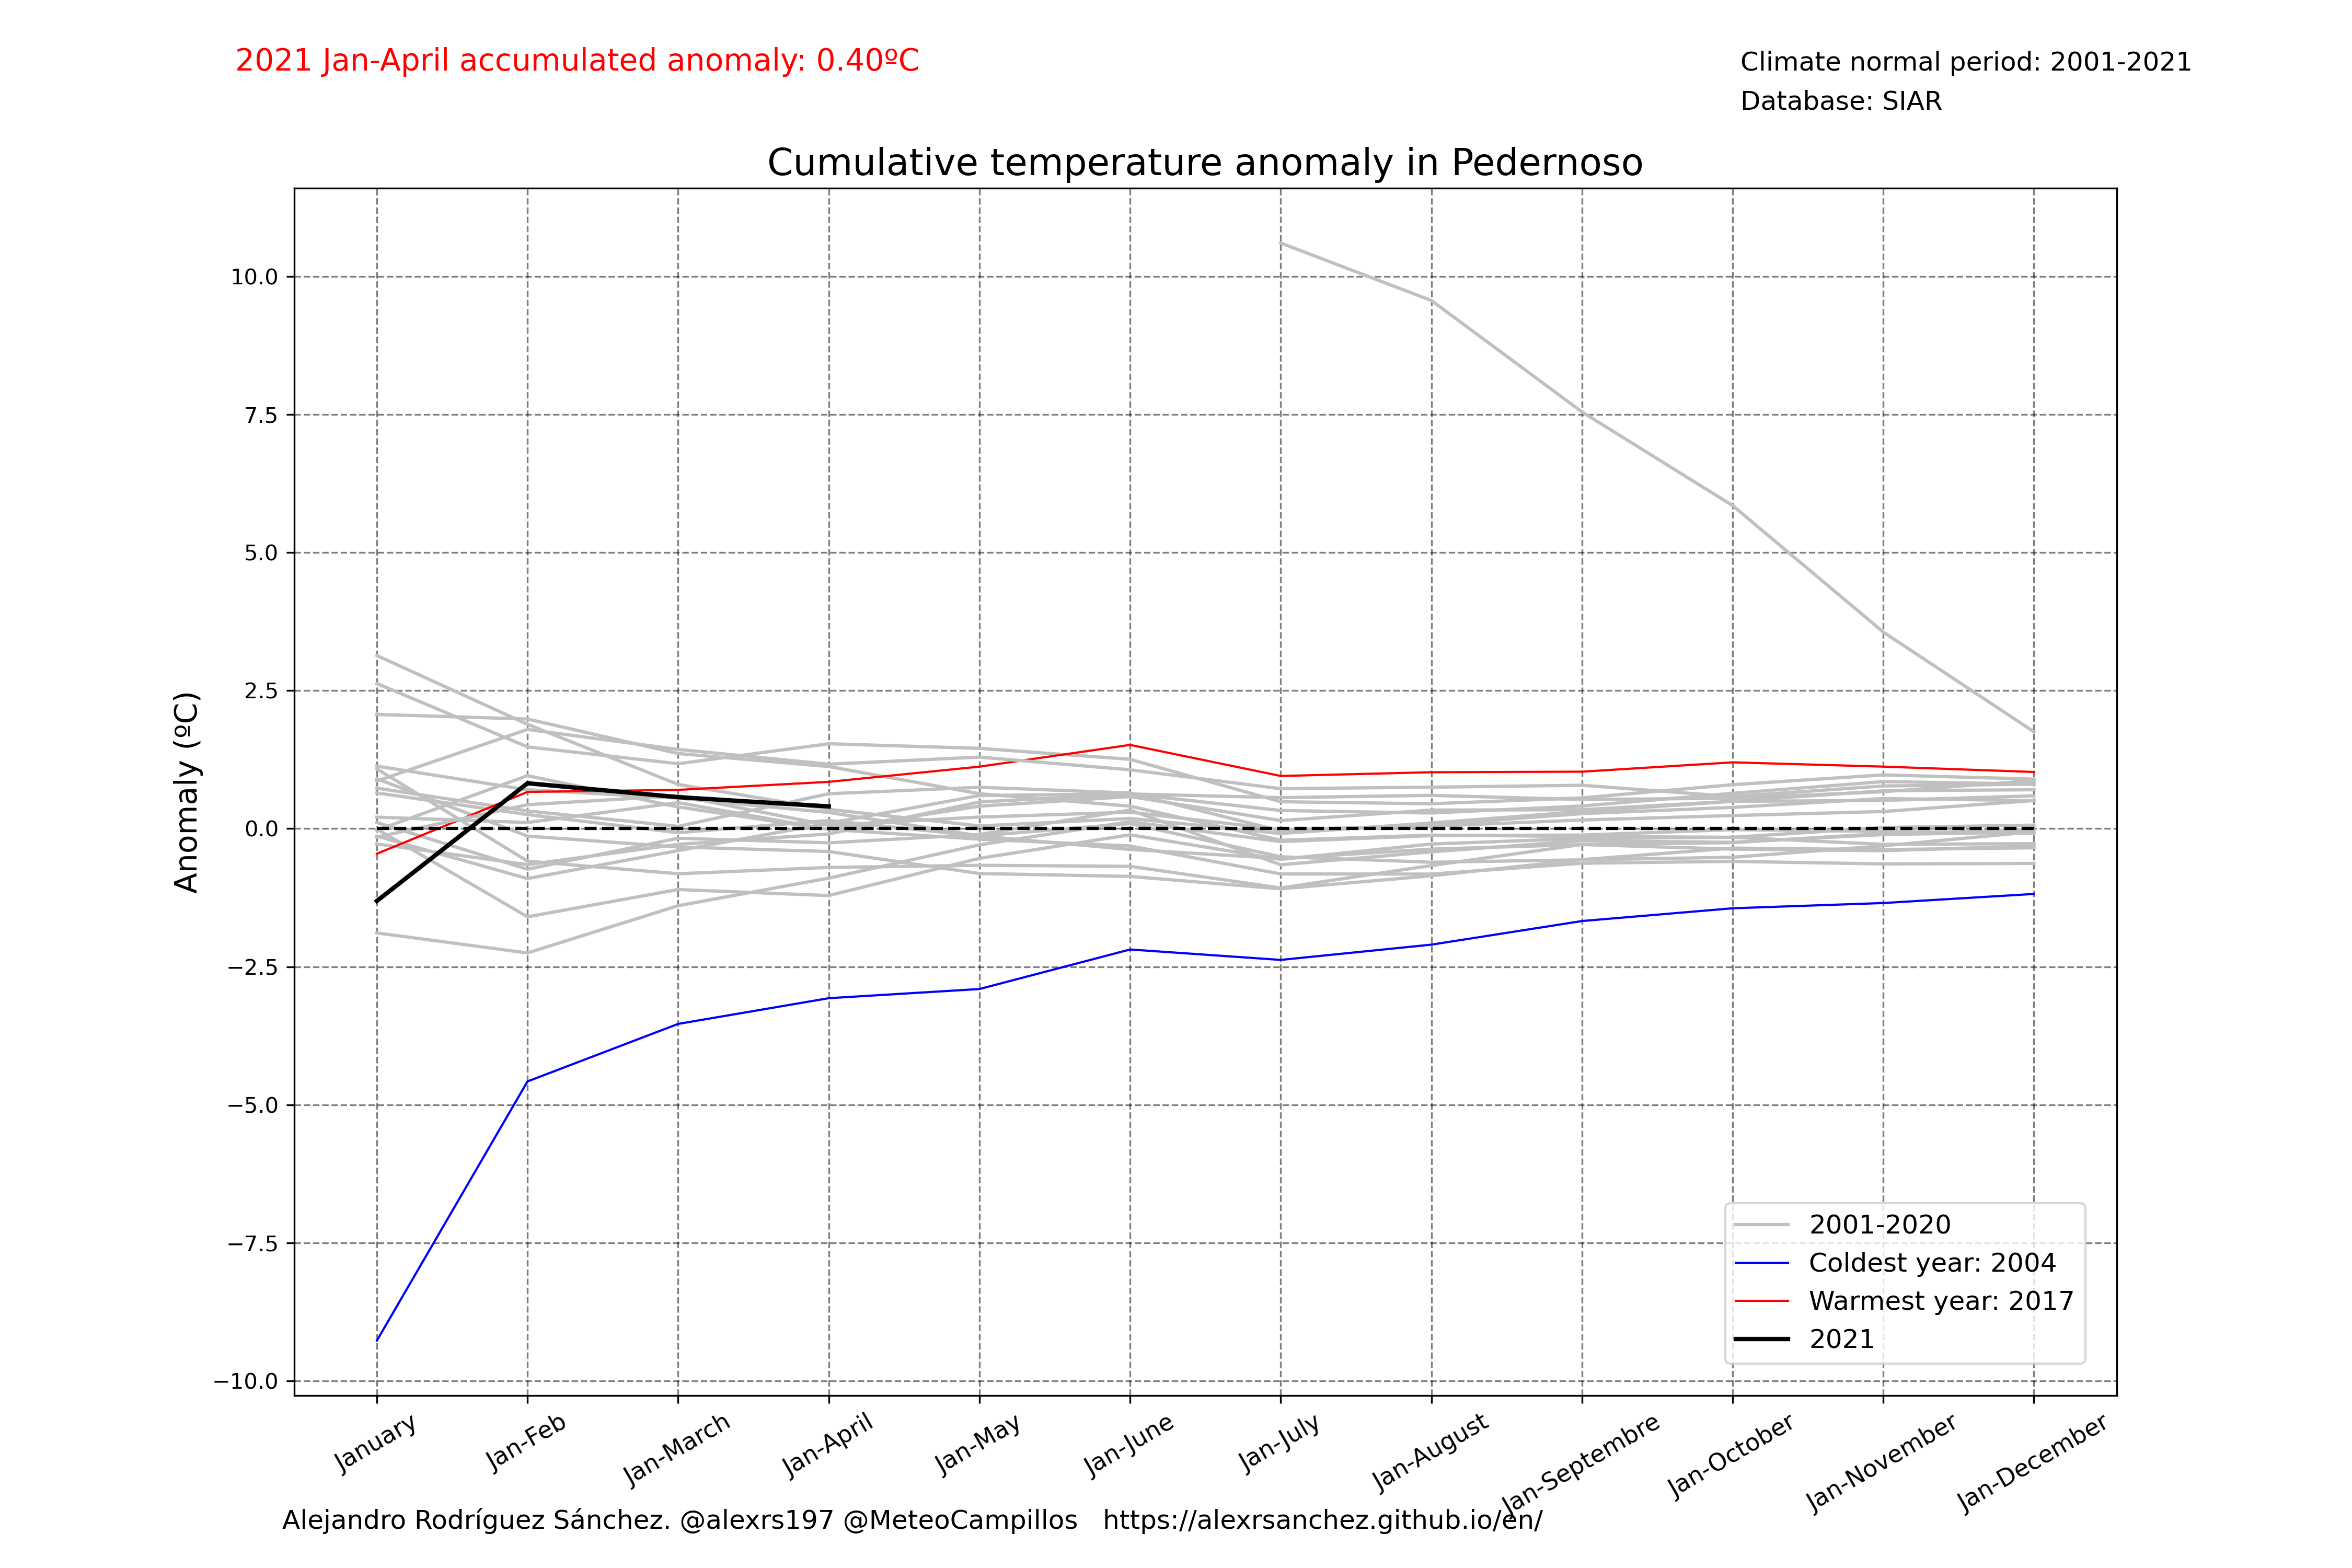 2021 Jan-April accumulated anomaly: 0.40ºC
Climate normal period: 2001-2021
Database: SIAR
Cumulative temperature anomaly in Pedernoso
Anomaly (ºC)
10.0
7.5
5.0
2.5
0.0
−2.5
−5.0
−7.5
−10.0
2001-2020
Coldest year: 2004
Warmest year: 2017
2021
January
Jan-Feb
Jan-March
Jan-April
Jan-May
Jan-June
Jan-July
Jan-August
Jan-Septembre
Jan-October
Jan-November
Jan-December
Alejandro Rodríguez Sánchez. @alexrs197 @MeteoCampillos   https://alexrsanchez.github.io/en/